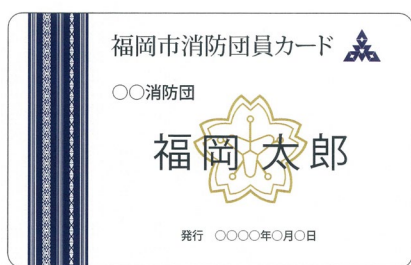 福岡市消防団員カード
○○消防団
福岡 太郎
発行 ○○○○年○月○日